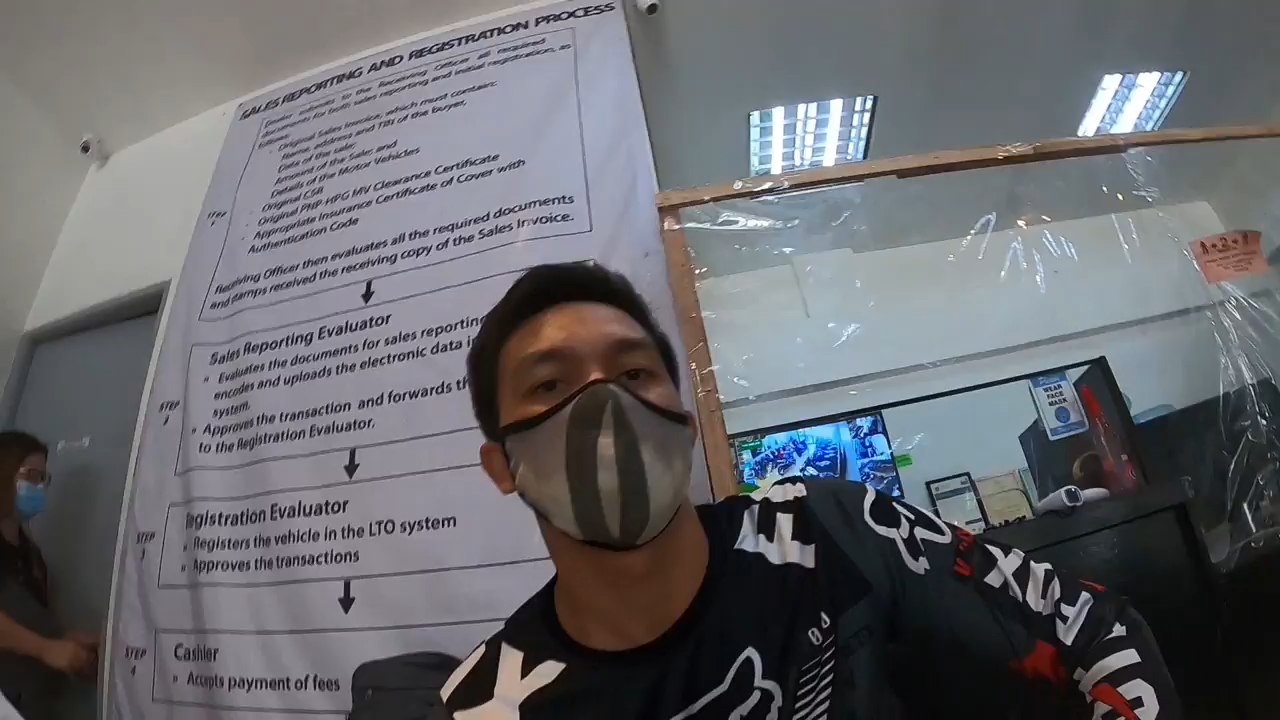 SALES REPORTING AND REGISTRATION PROCESS
Dealer submits to the Receiving Officer all required
documents for both sales reporting and initial registration, as
follows:
Original Sales Invoice, which must contain:
Name, address and TIN of the buyer,
Date of the sale;
Amount of the Sale; and
Details of the Motor Vehicles
Original CSR
Original PNP-HPG MV Clearance Certificate
Appropriate Insurance Certificate of Cover with
Authentication Code
Receiving Officer then evaluates all the required documents
and stamps received the receiving copy of the Sales Invoice.
STEP
Sales Reporting Evaluator
» Evaluates the documents for sales reporting
encodes and uploads the electronic data
system.
» Approves the transaction and forwards
to the Registration Evaluator.
STEP
Registration Evaluator
» Registers the vehicle in the LTO system
» Approves the transactions
STEP
3
Cashier
» Accepts payment of fees
STEP
4
WEAR
FACE
MASK
FOX